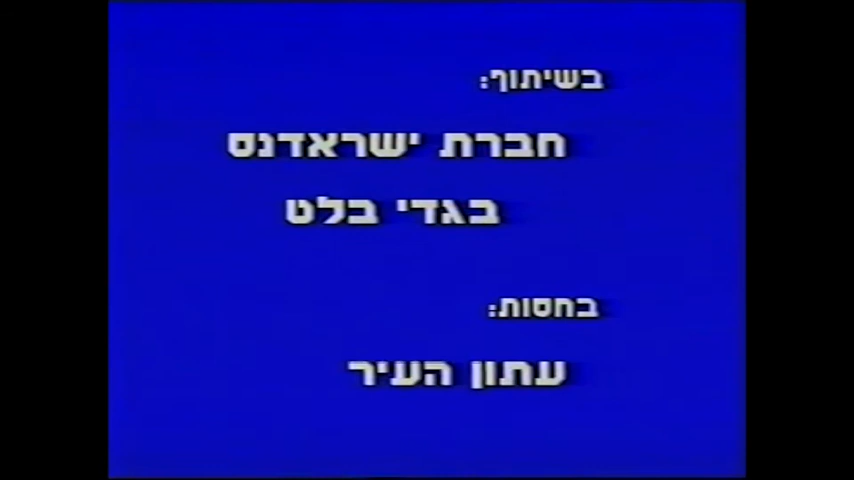 בשיתוף:
חברת ישראדנס
בגדי בלט
בחסות:
עתון העיר